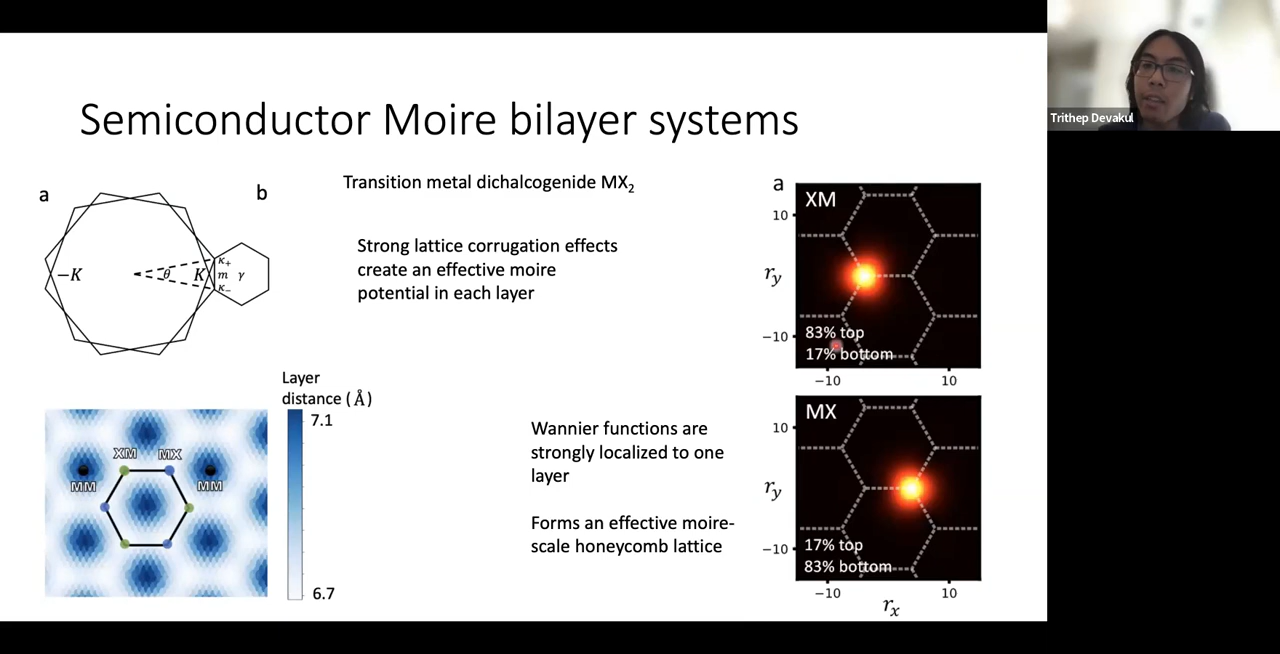 Semiconductor Moire bilayer systems
a
b
−K
θ
K
κ+
m
γ
κ−
Transition metal dichalcogenide MX2
Strong lattice corrugation effects
create an effective moire
potential in each layer
Layer
distance (Å)
7.1
6.7
XM
MX
MM
MM
Wannier functions are
strongly localized to one
layer
Forms an effective moire-
scale honeycomb lattice
a
XM
10
ry
−10
83% top
17% bottom
−10
10
MX
10
ry
−10
17% top
83% bottom
−10
10
rx
Trithep Devakul